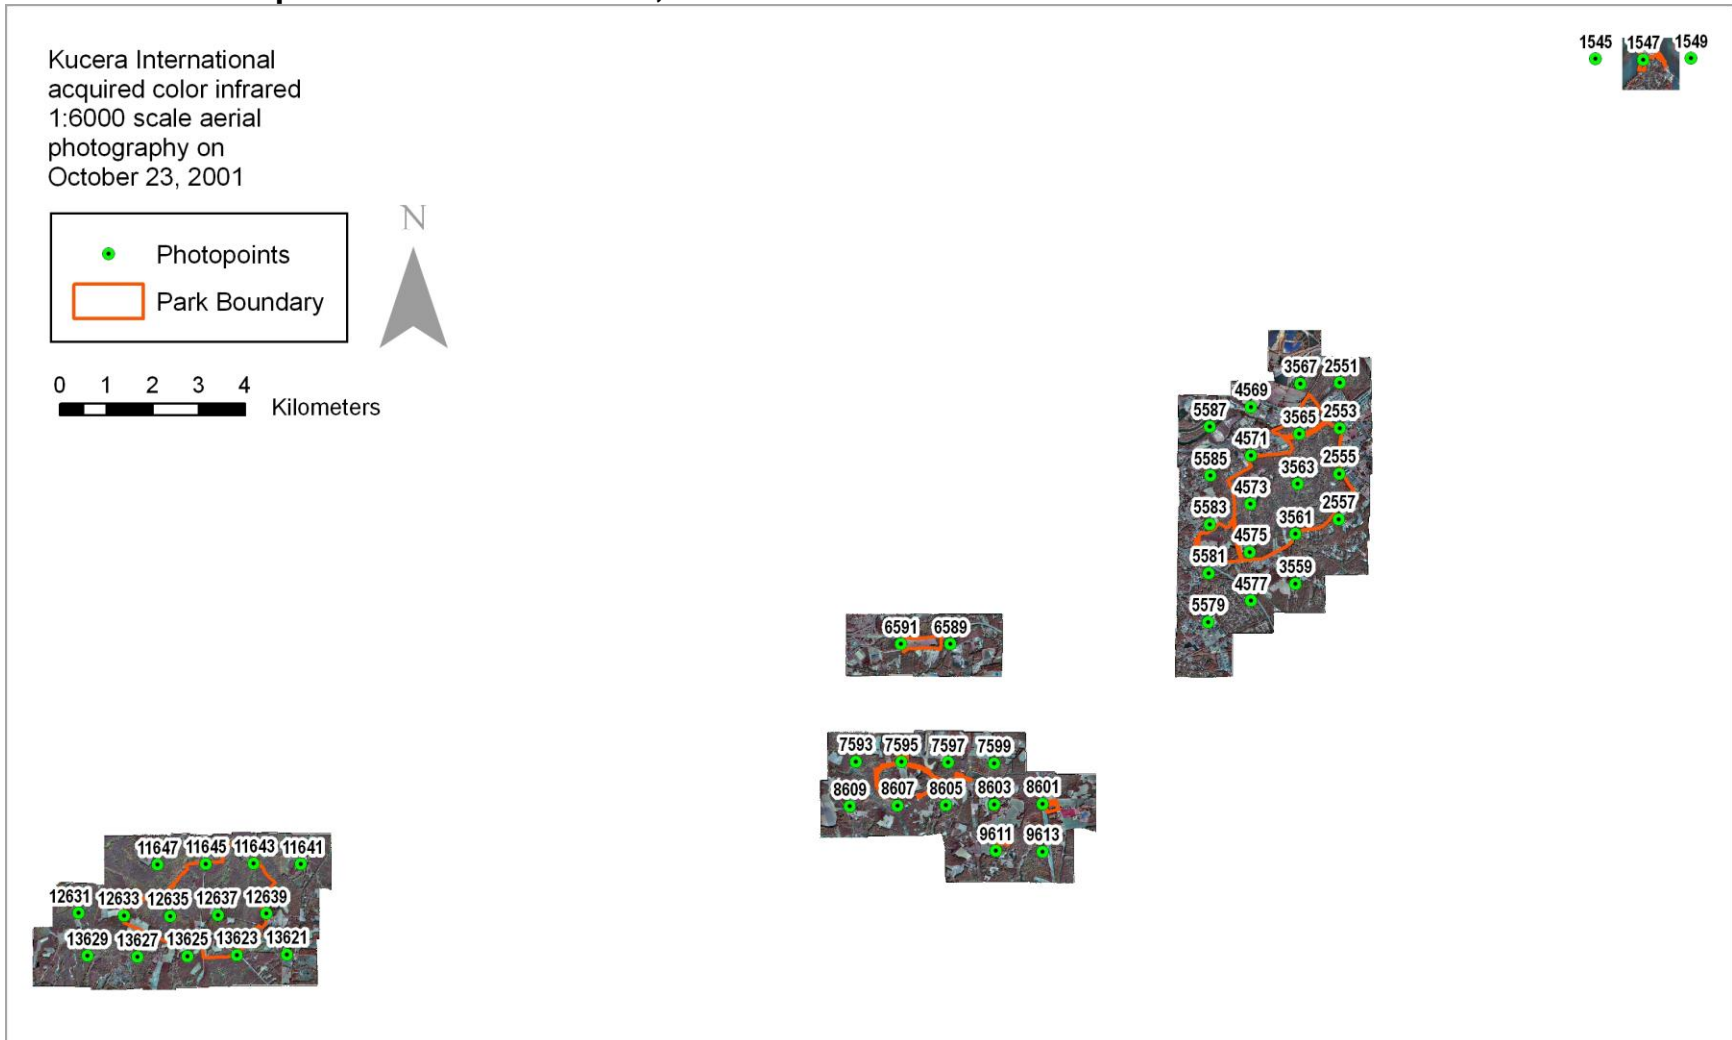 Kucera International
acquired color infrared
1:6000 scale aerial
photography on
October 23, 2001
N
Photopoints
Park Boundary
0 1 2 3 4
Kilometers
1545 1547 1549
3567 2551
4569
5587 3565 2553
4571
5585 3563 2555
4573
5583 3561 2557
4575
5581 3559
4577
5579
6591 6589
7593 7595 7597 7599
8609 8607 8605 8603 8601
9611 9613
11647 11645 11643 11641
12631 12633 12635 12637 12639
13629 13627 13625 13623 13621